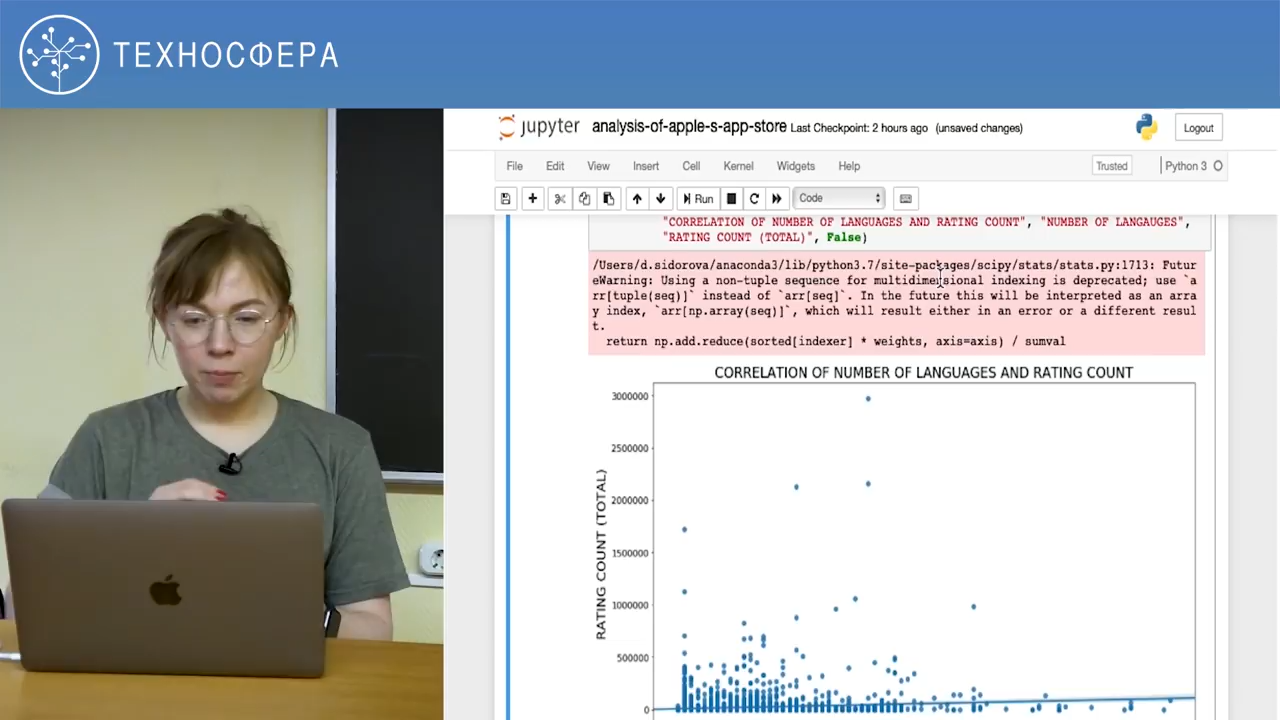 ТЕХНОСФЕРА
jupyter analysis-of-apple-s-app-store Last Checkpoint: 2 hours ago (unsaved changes)
Logout
File Edit View Insert Cell Kernel Widgets Help
Trusted Python 3
Run Code
"CORRELATION OF NUMBER OF LANGUAGES AND RATING COUNT", "NUMBER OF LANGAUGES",
"RATING COUNT (TOTAL)", False)
/Users/d.sidorova/anaconda3/lib/python3.7/site-packages/scipy/stats/stats.py:1713: Futur
eWarning: Using a non-tuple sequence for multidimensional indexing is deprecated; use `a
rr[tuple(seq)]` instead of `arr[seq]`. In the future this will be interpreted as an arra
y index, `arr[np.array(seq)]`, which will result either in an error or a different resul
t.
return np.add.reduce(sorted[indexer] * weights, axis=axis) / sumval
CORRELATION OF NUMBER OF LANGUAGES AND RATING COUNT
3000000
2500000
2000000
1500000
1000000
500000
0
RATING COUNT (TOTAL)